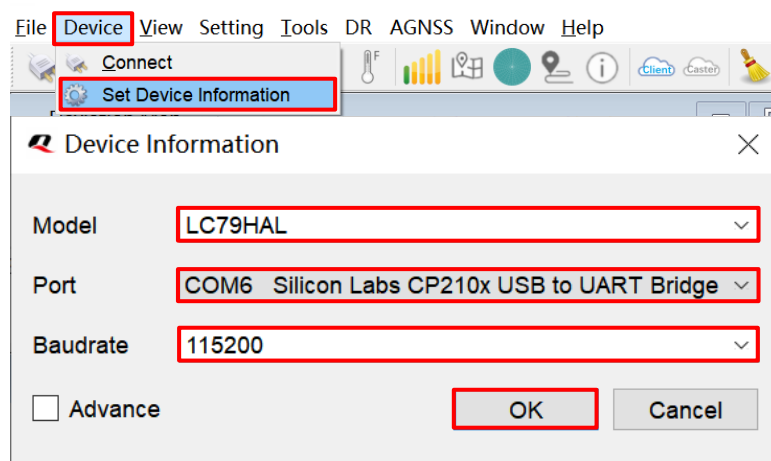 File Device View Setting Tools DR AGNSS Window Help
Connect
F
Client Caster
Set Device Information
Device Information
Model LC79HAL
Port COM6 Silicon Labs CP210x USB to UART Bridge
Baudrate 115200
Advance OK Cancel